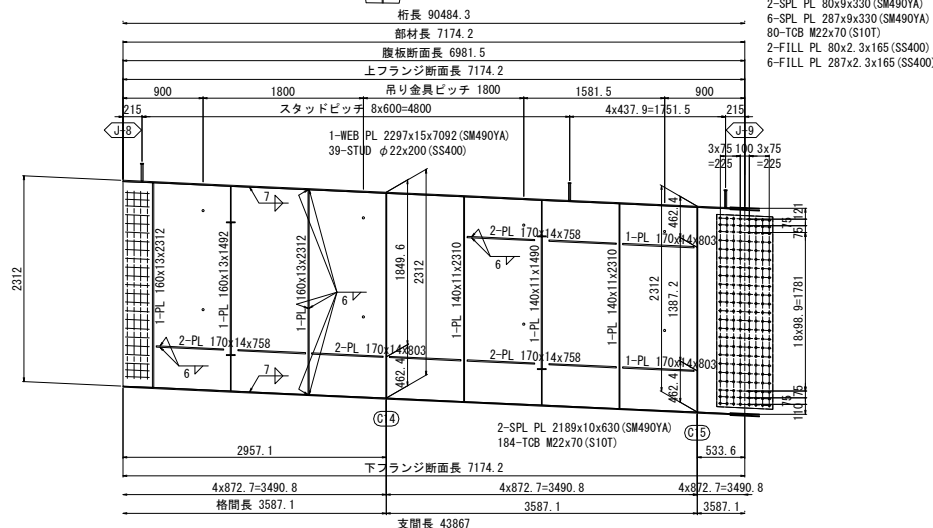 2-SPL PL 80x9x330(SM490YA)
6-SPL PL 287x9x330(SM490YA)
80-TCB M22x70(S10T)
2-FILL PL 80x2.3x165(SS400)
6-FILL PL 287x2.3x165(SS400)
桁長 90484.3
部材長 7174.2
腹板断面長 6981.5
上フランジ断面長 7174.2
900
1800
吊り金具ピッチ 1800
1581.5
900
215
スタッドピッチ 8x600=4800
4x437.9=1751.5
215
J-8
J-9
1-WEB PL 2297x15x7092(SM490YA)
39-STUD φ22x200(SS400)
3x75
=225
100
3x75
=225
2312
1-PL 160x13x2312
1-PL 160x13x1492
7
1-PL 160x13x2312
6
1849.6
2312
462.4
1-PL 140x11x2310
2-PL 170x14x758
6
1-PL 140x11x1490
1-PL 140x11x2310
1-PL 170x14x803
2312
462.4
1387.2
462.4
121
75
75
18x98.9=1781
75
75
110
2-PL 170x14x758
6
7
2-PL 170x14x803
2-PL 170x14x758
1-PL 170x14x803
C14
C15
2-SPL PL 2189x10x630(SM490YA)
184-TCB M22x70(S10T)
2957.1
533.6
下フランジ断面長 7174.2
4x872.7=3490.8
4x872.7=3490.8
4x872.7=3490.8
格間長 3587.1
3587.1
3587.1
支間長 43867